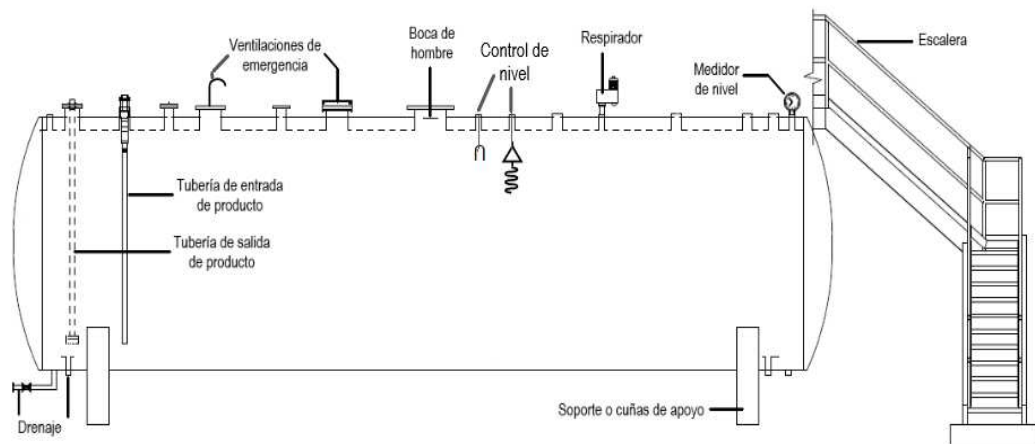 Ventilaciones de
emergencia
Boca de
hombre
Control de
nivel
Respirador
Escalera
Medidor
de nivel
Tubería de entrada
de producto
Tubería de salida
de producto
Drenaje
Soporte o cuñas de apoyo